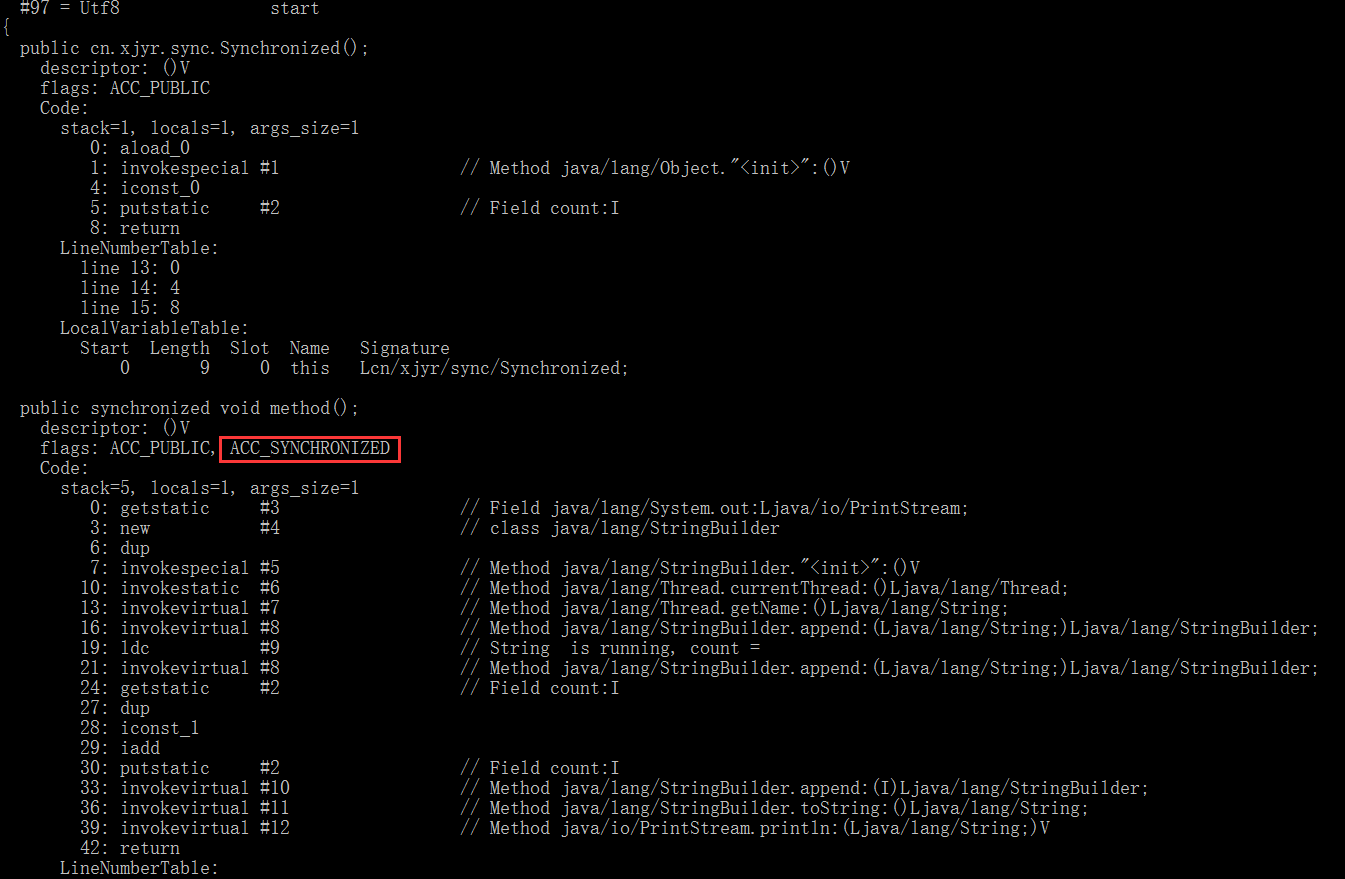 #97 = Utf8               start
{
  public cn.xjyr.sync.Synchronized();
    descriptor: ()V
    flags: ACC_PUBLIC
    Code:
      stack=1, locals=1, args_size=1
         0: aload_0
         1: invokespecial #1                  // Method java/lang/Object."<init>":()V
         4: iconst_0
         5: putstatic     #2                  // Field count:I
         8: return
      LineNumberTable:
        line 13: 0
        line 14: 4
        line 15: 8
      LocalVariableTable:
        Start  Length  Slot  Name   Signature
            0       9     0  this   Lcn/xjyr/sync/Synchronized;
  public synchronized void method();
    descriptor: ()V
    flags: ACC_PUBLIC, ACC_SYNCHRONIZED
    Code:
      stack=5, locals=1, args_size=1
         0: getstatic     #3                  // Field java/lang/System.out:Ljava/io/PrintStream;
         3: new           #4                  // class java/lang/StringBuilder
         6: dup
         7: invokespecial #5                  // Method java/lang/StringBuilder."<init>":()V
        10: invokestatic  #6                  // Method java/lang/Thread.currentThread:()Ljava/lang/Thread;
        13: invokevirtual #7                  // Method java/lang/Thread.getName:()Ljava/lang/String;
        16: invokevirtual #8                  // Method java/lang/StringBuilder.append:(Ljava/lang/String;)Ljava/lang/StringBuilder;
        19: ldc           #9                  // String  is running, count =
        21: invokevirtual #8                  // Method java/lang/StringBuilder.append:(Ljava/lang/String;)Ljava/lang/StringBuilder;
        24: getstatic     #2                  // Field count:I
        27: dup
        28: iconst_1
        29: iadd
        30: putstatic     #2                  // Field count:I
        33: invokevirtual #10                 // Method java/lang/StringBuilder.append:(I)Ljava/lang/StringBuilder;
        36: invokevirtual #11                 // Method java/lang/StringBuilder.toString:()Ljava/lang/String;
        39: invokevirtual #12                 // Method java/io/PrintStream.println:(Ljava/lang/String;)V
        42: return
      LineNumberTable: